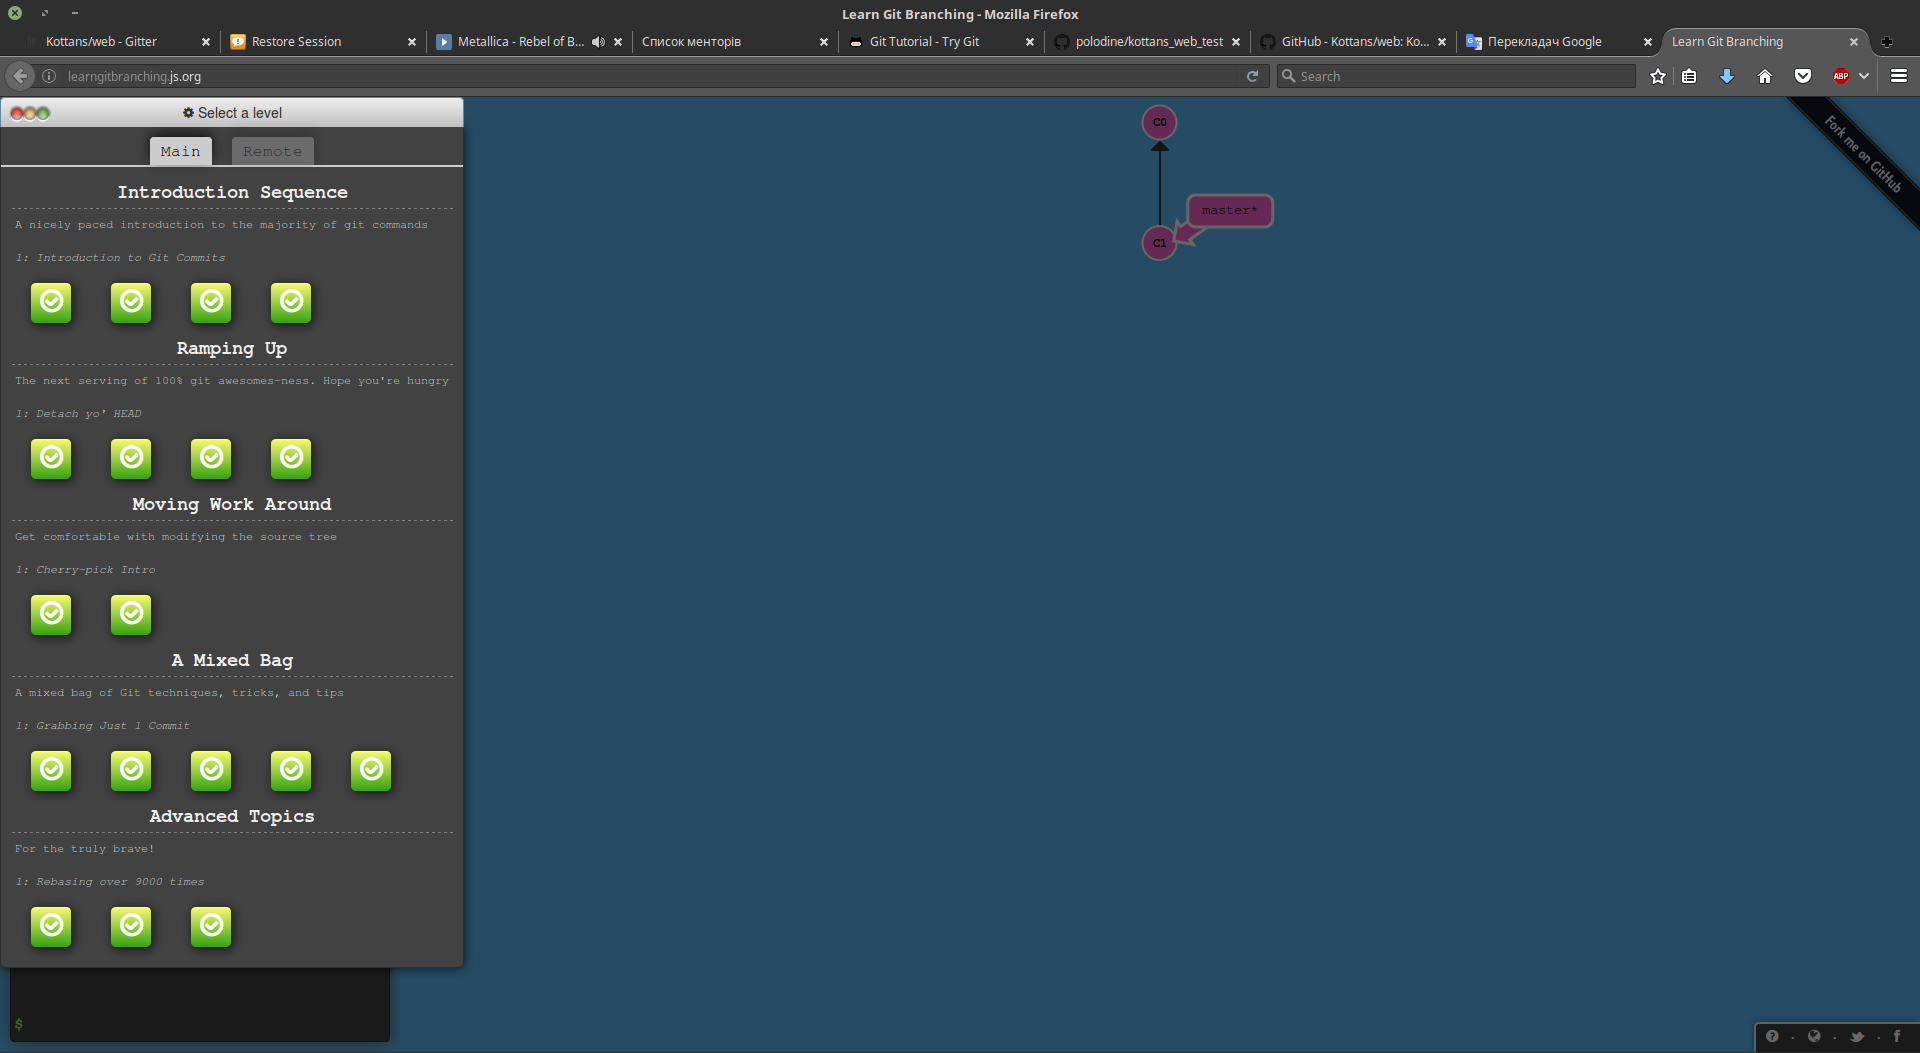 Learn Git Branching - Mozilla Firefox
Kottans/web - Gitter
Restore Session
Metallica - Rebel of B...
Список менторів
Git Tutorial - Try Git
polodine/kottans_web_test
GitHub - Kottans/web: Ko...
Перекладач Google
Learn Git Branching
learngitbranching.js.org
Search
ABP
Select a level
Main
Remote
Introduction Sequence
A nicely paced introduction to the majority of git commands
1: Introduction to Git Commits
Ramping Up
The next serving of 100% git awesomes-ness. Hope you're hungry
1: Detach yo' HEAD
Moving Work Around
Get comfortable with modifying the source tree
1: Cherry-pick Intro
A Mixed Bag
A mixed bag of Git techniques, tricks, and tips
1: Grabbing Just 1 Commit
Advanced Topics
For the truly brave!
1: Rebasing over 9000 times
$
C0
master*
C1
Fork me on GitHub